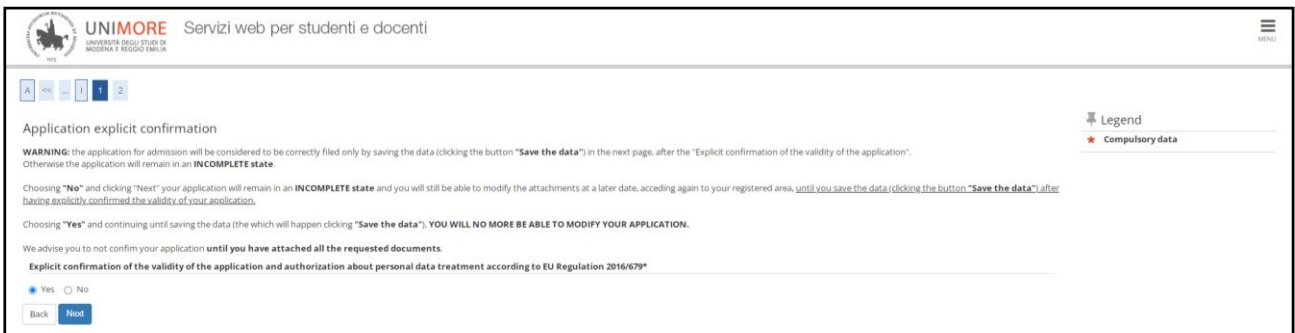 UNIMORE
UNIVERSITÀ DEGLI STUDI DI
MODENA E REGGIO EMILIA
1175
Servizi web per studenti e docenti
MENU
A << ... I 1 2
Application explicit confirmation
WARNING: the application for admission will be considered to be correctly filed only by saving the data (clicking the button "Save the data") in the next page, after the "Explicit confirmation of the validity of the application".
Otherwise the application will remain in an INCOMPLETE state.
Choosing "No" and clicking "Next" your application will remain in an INCOMPLETE state and you will still be able to modify the attachments at a later date, acceding again to your registered area, until you save the data (clicking the button "Save the data") after
having explicitly confirmed the validity of your application.
Choosing "Yes" and continuing until saving the data (the which will happen clicking "Save the data"), YOU WILL NO MORE BE ABLE TO MODIFY YOUR APPLICATION.
We advise you to not confim your application until you have attached all the requested documents.
Explicit confirmation of the validity of the application and authorization about personal data treatment according to EU Regulation 2016/679*
Yes No
Back Next
Legend
* Compulsory data